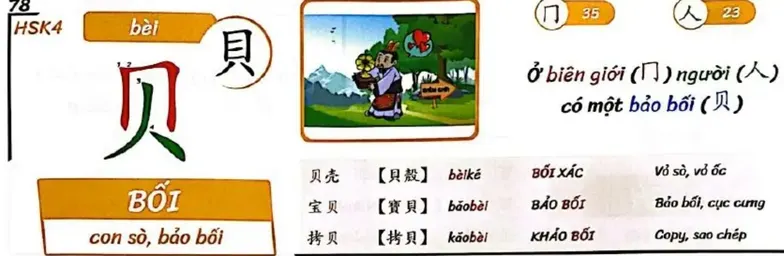 78
HSK4
bèi
貝
贝
BỐI
con sò, bảo bối
冂 35
人 23
Ở biên giới (冂) người (人)
có một bảo bối (贝)
贝壳 【貝殼】 bèiké BỐI XÁC Vỏ sò, vỏ ốc
宝贝 【寶貝】 bǎobèi BẢO BỐI Bảo bối, cục cưng
拷贝 【拷貝】 kǎobèi KHẢO BỐI Copy, sao chép